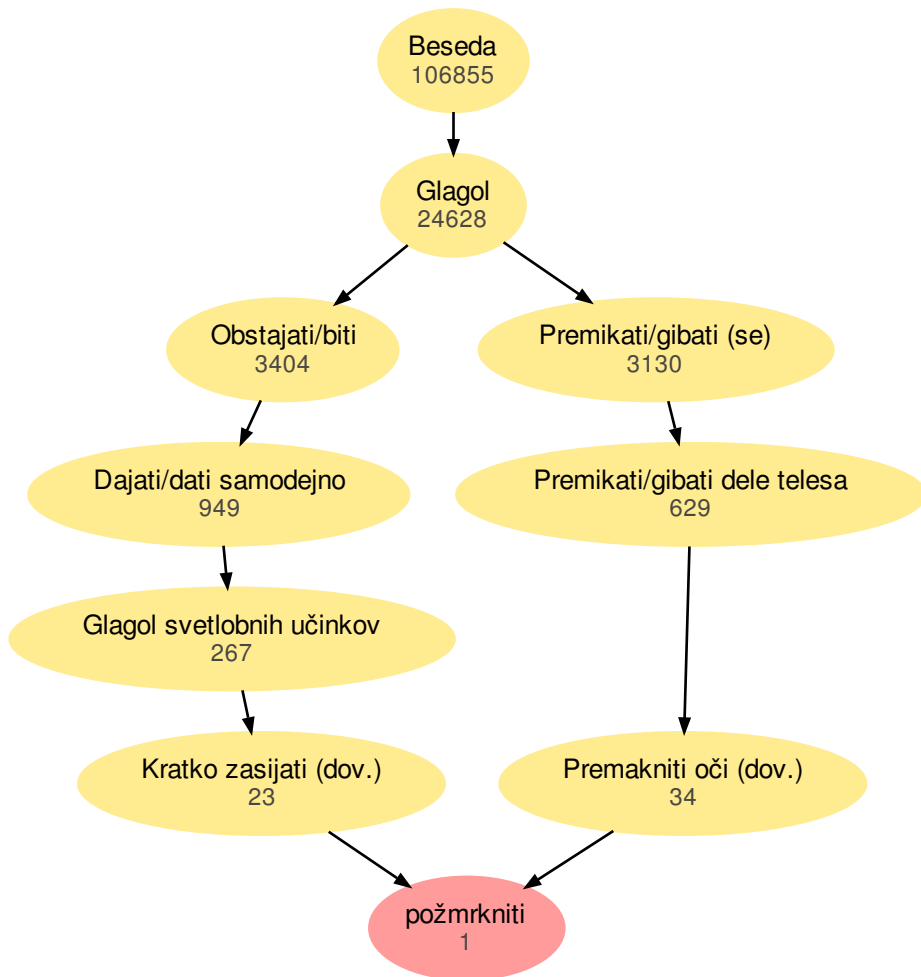 Beseda
106855
Glagol
24628
Obstajati/biti
3404
Premikati/gibati (se)
3130
Dajati/dati samodejno
949
Premikati/gibati dele telesa
629
Glagol svetlobnih učinkov
267
Kratko zasijati (dov.)
23
Premakniti oči (dov.)
34
požmrkniti
1